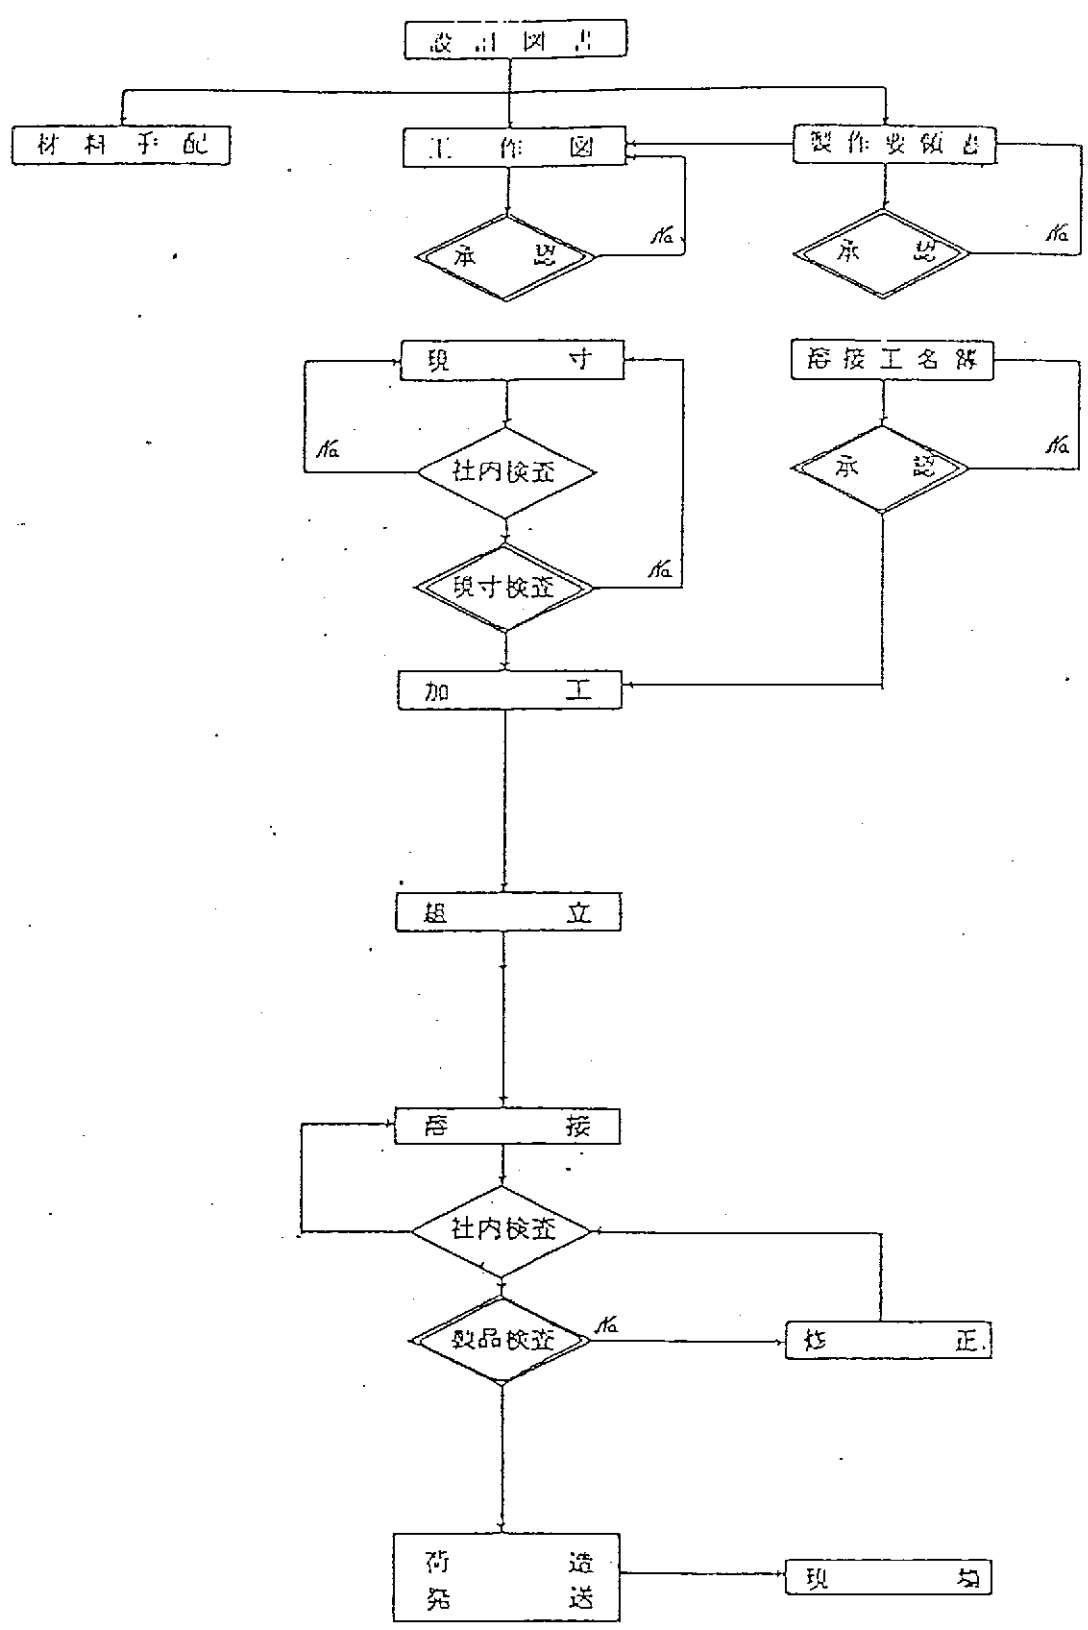 設計図書
材料手配
工作図
製作要領書
承認
No
承認
No
現寸
溶接工名簿
No
社内検査
承認
No
現寸検査
No
加工
組立
溶接
社内検査
製品検査
No
修正
荷造
発送
現場